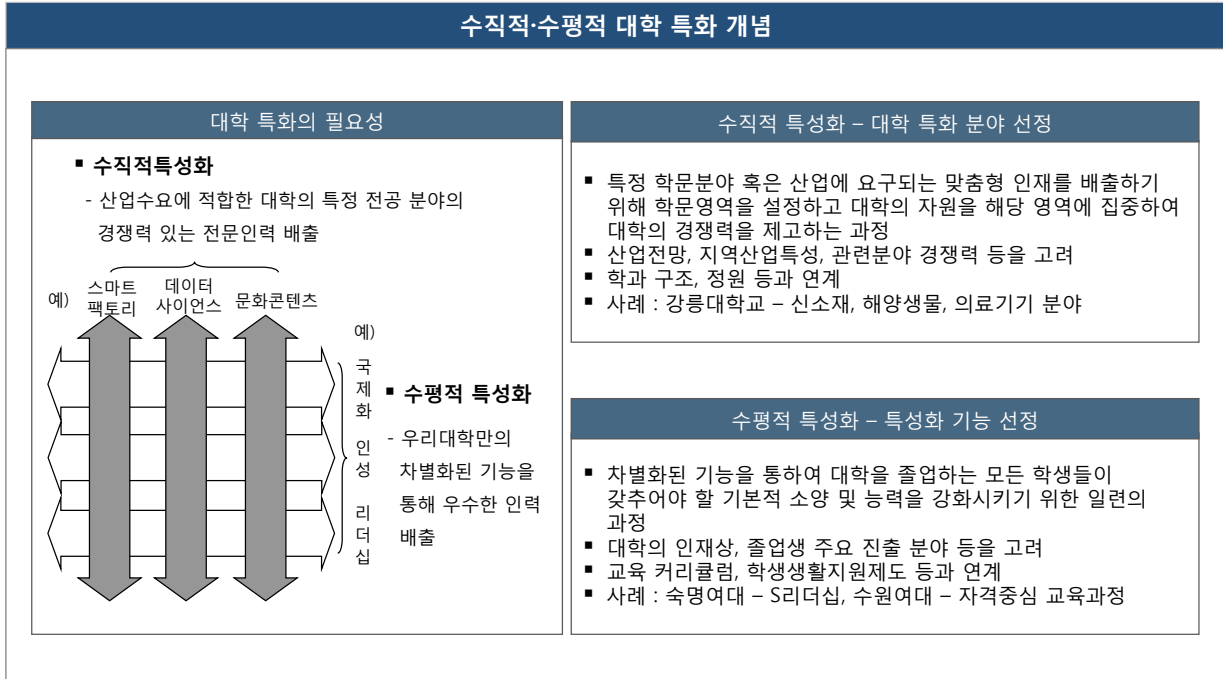 수직적·수평적 대학 특화 개념
대학 특화의 필요성
▪ 수직적특성화
- 산업수요에 적합한 대학의 특정 전공 분야의
경쟁력 있는 전문인력 배출
예)
스마트
팩토리
데이터
사이언스
문화콘텐츠
예)
국
제
화
인
성
리
더
십
▪ 수평적 특성화
- 우리대학만의
차별화된 기능을
통해 우수한 인력
배출
수직적 특성화 – 대학 특화 분야 선정
▪ 특정 학문분야 혹은 산업에 요구되는 맞춤형 인재를 배출하기
위해 학문영역을 설정하고 대학의 자원을 해당 영역에 집중하여
대학의 경쟁력을 제고하는 과정
▪ 산업전망, 지역산업특성, 관련분야 경쟁력 등을 고려
▪ 학과 구조, 정원 등과 연계
▪ 사례 : 강릉대학교 – 신소재, 해양생물, 의료기기 분야
수평적 특성화 – 특성화 기능 선정
▪ 차별화된 기능을 통하여 대학을 졸업하는 모든 학생들이
갖추어야 할 기본적 소양 및 능력을 강화시키기 위한 일련의
과정
▪ 대학의 인재상, 졸업생 주요 진출 분야 등을 고려
▪ 교육 커리큘럼, 학생생활지원제도 등과 연계
▪ 사례 : 숙명여대 – S리더십, 수원여대 – 자격중심 교육과정